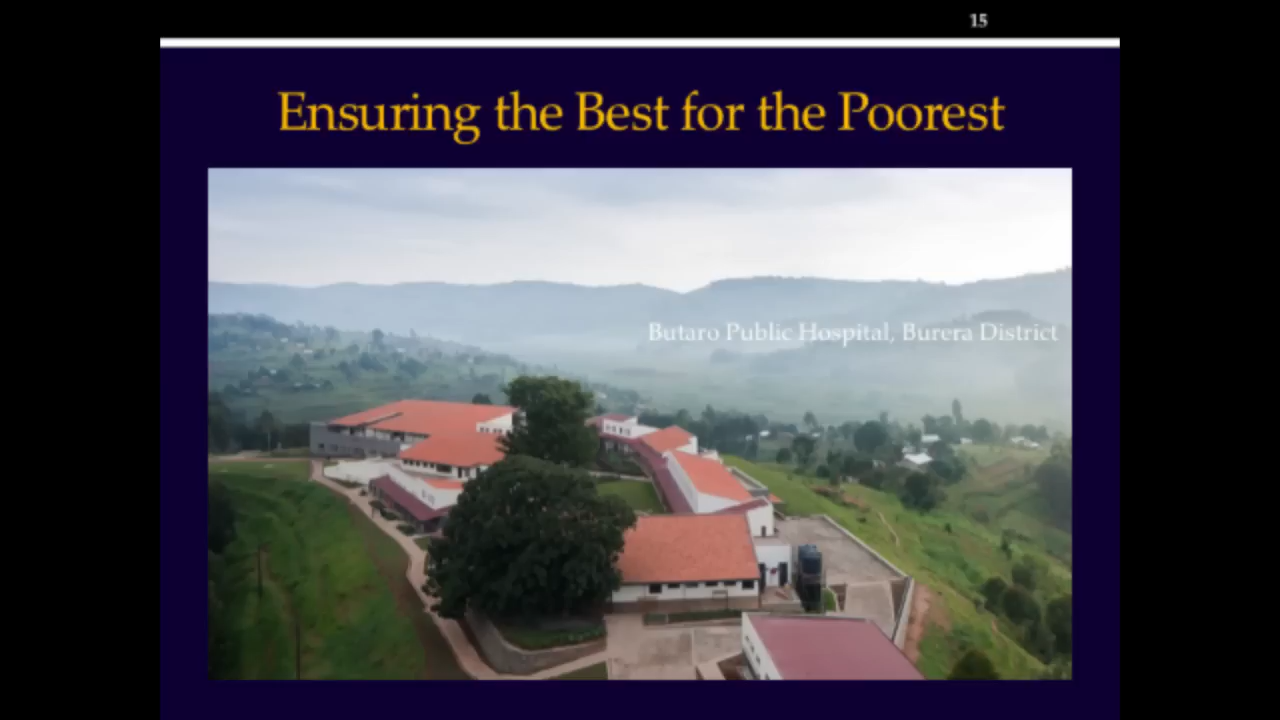 15
Ensuring the Best for the Poorest
Butaro Public Hospital, Burera District